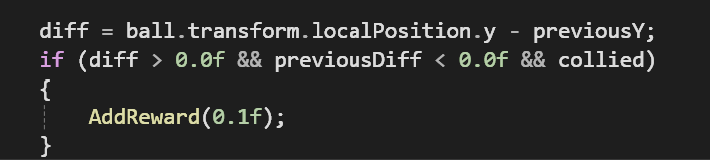 diff = ball.transform.localPosition.y - previousY;
if (diff > 0.0f && previousDiff < 0.0f && collied)
{
AddReward(0.1f);
}